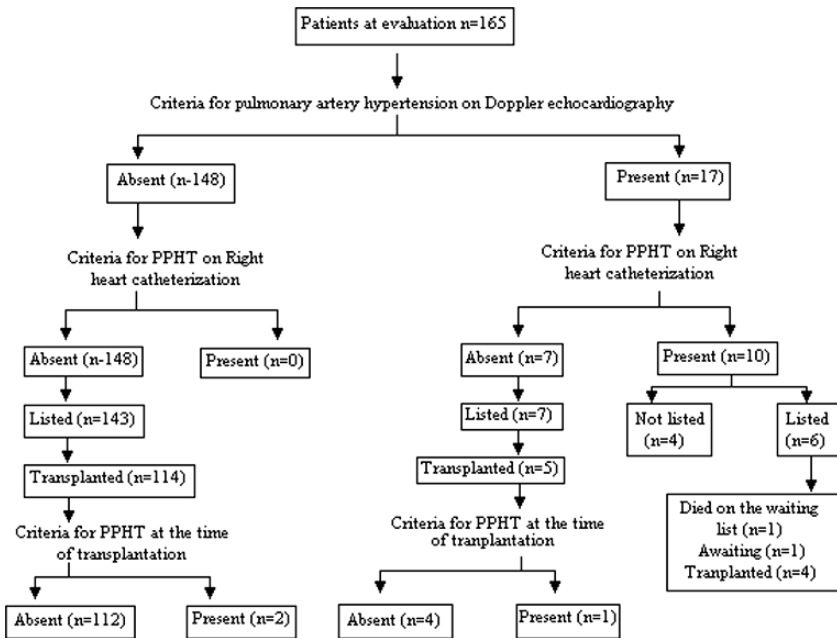 Patients at evaluation n=165
Criteria for pulmonary artery hypertension on Doppler echocardiography
Absent (n-148)
Present (n=17)
Criteria for PPHT on Right
heart catheterization
Criteria for PPHT on Right
heart catheterization
Absent (n-148)
Present (n=0)
Absent (n=7)
Present (n=10)
Listed (n=143)
Listed (n=7)
Not listed
(n=4)
Listed
(n=6)
Transplanted (n=114)
Transplanted (n=5)
Died on the waiting
list (n=1)
Awaiting (n=1)
Tranplanted (n=4)
Criteria for PPHT at the time
of transplantation
Criteria for PPHT at the time
of tranplantation
Absent (n=112)
Present (n=2)
Absent (n=4)
Present (n=1)